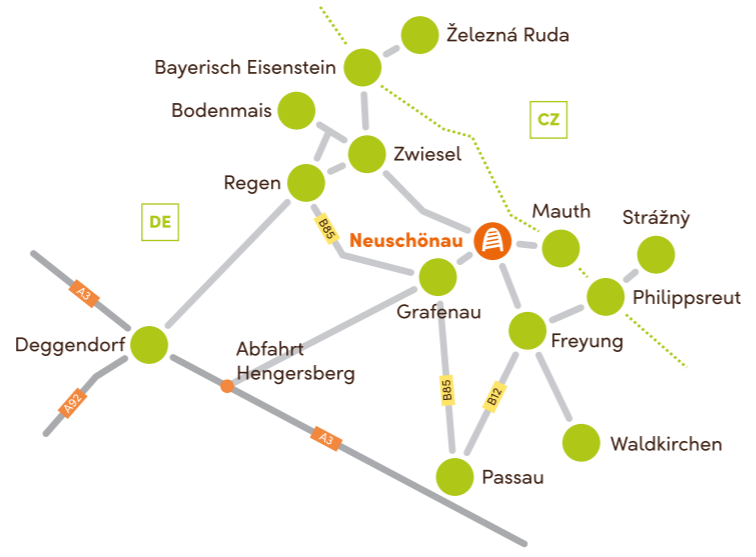 Železná Ruda
Bayerisch Eisenstein
Bodenmais
CZ
Zwiesel
Regen
DE
Mauth
Strážný
B85
Neuschönau
A3
Philippsreut
Grafenau
Freyung
Deggendorf
Abfahrt
Hengersberg
B85
B12
A92
A3
Waldkirchen
Passau